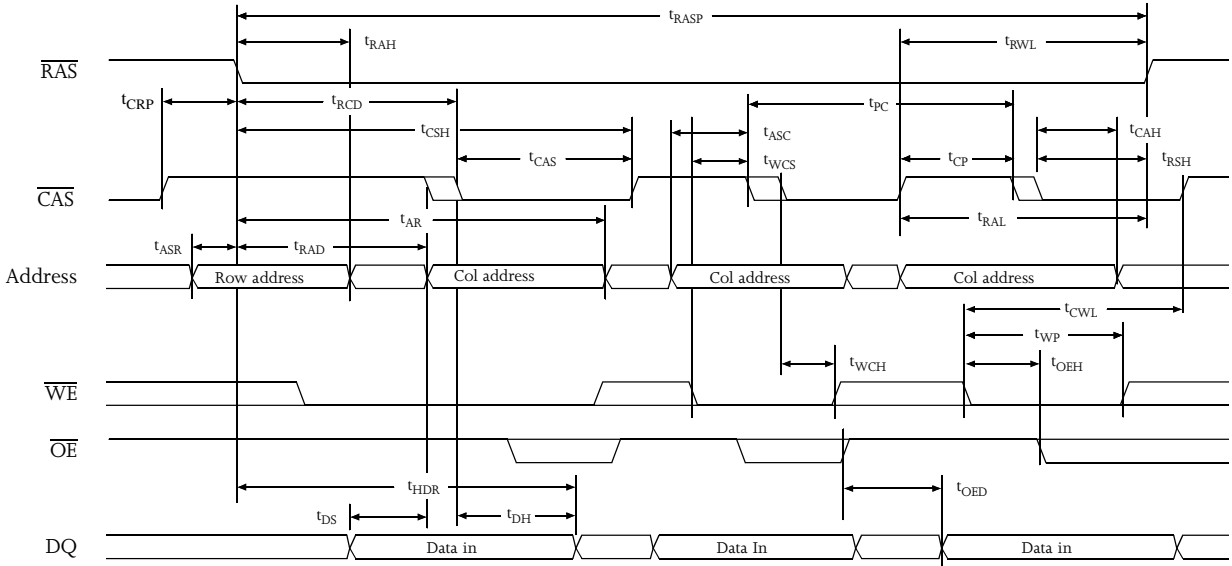 tRASP
tRAH
tRWL
RAS
tCRP
tRCD
tPC
tCSH
tASC
tCAH
tCAS
tWCS
tCP
tRSH
CAS
tAR
tRAL
tASR
tRAD
Address
Row address
Col address
Col address
Col address
tCWL
tWP
tWCH
tOEH
WE
OE
tHDR
tOED
tDS
tDH
DQ
Data in
Data In
Data in